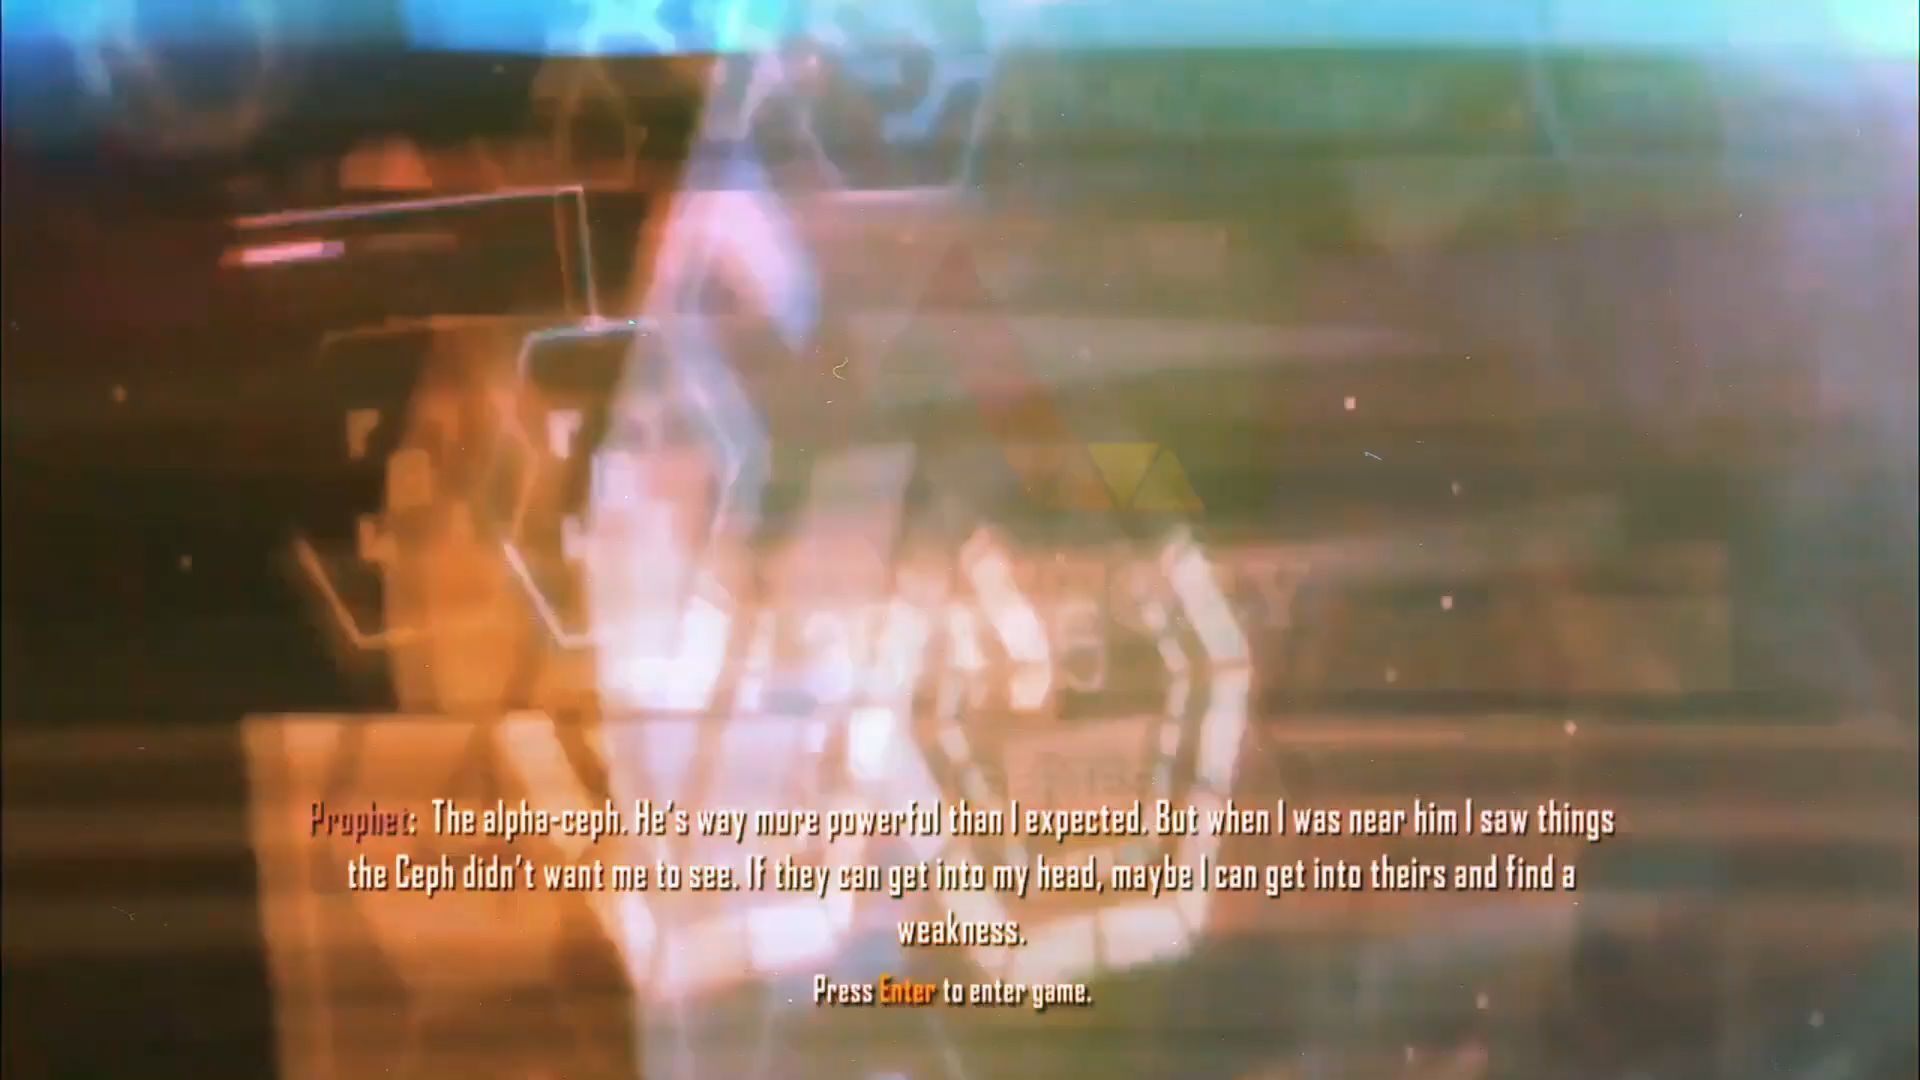 Prophet: The alpha-ceph. He's way more powerful than I expected. But when I was near him I saw things
the Ceph didn't want me to see. If they can get into my head, maybe I can get into theirs and find a
weakness.
Press Enter to enter game.